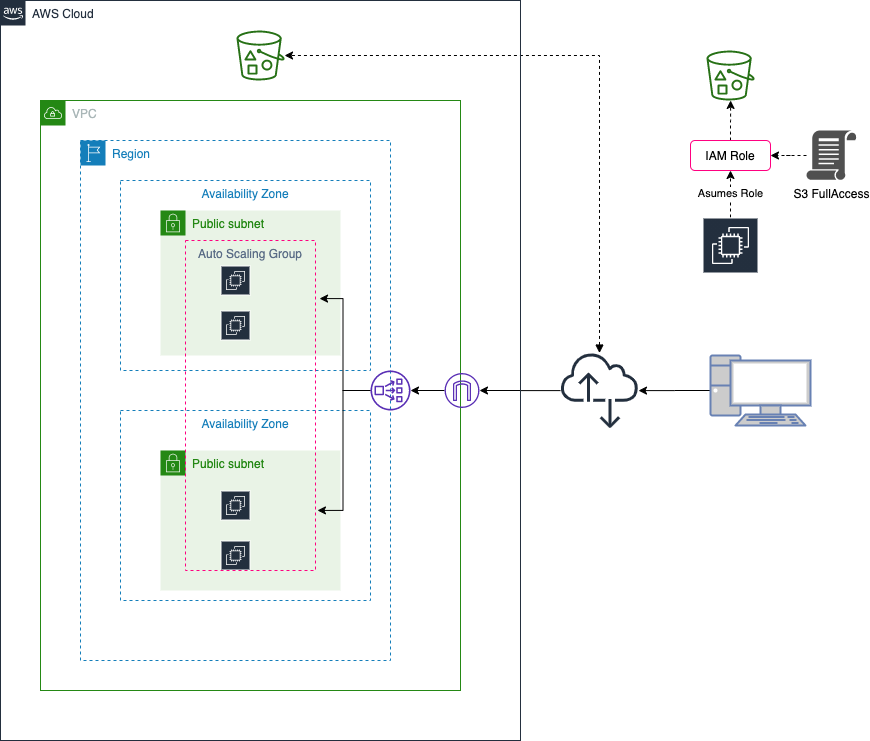 aws
AWS Cloud
VPC
Region
Availability Zone
Public subnet
Auto Scaling Group
Availability Zone
Public subnet
IAM Role
Asumes Role
S3 FullAccess